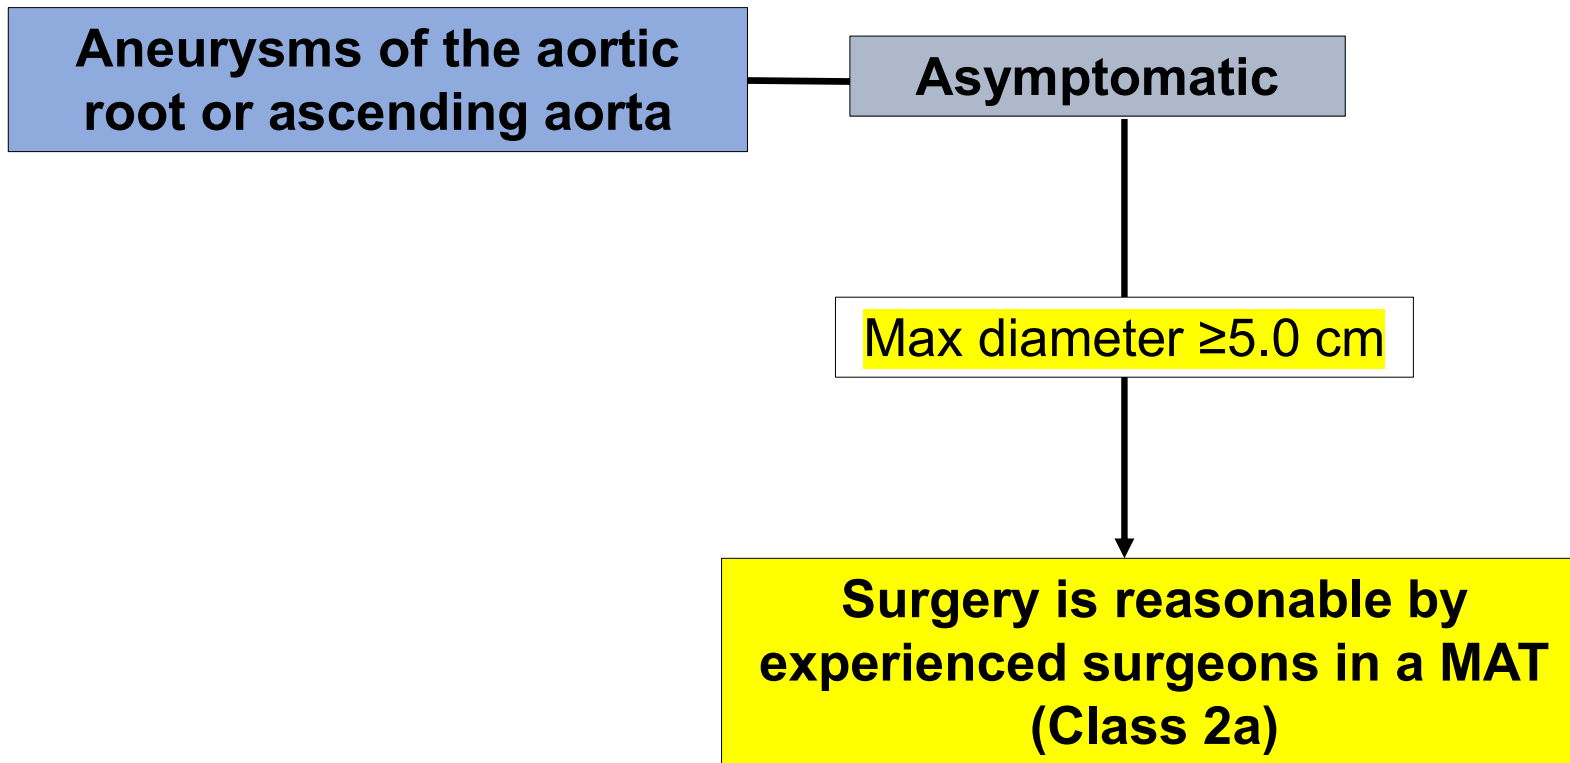 Aneurysms of the aortic
root or ascending aorta
Asymptomatic
Max diameter ≥5.0 cm
Surgery is reasonable by
experienced surgeons in a MAT
(Class 2a)